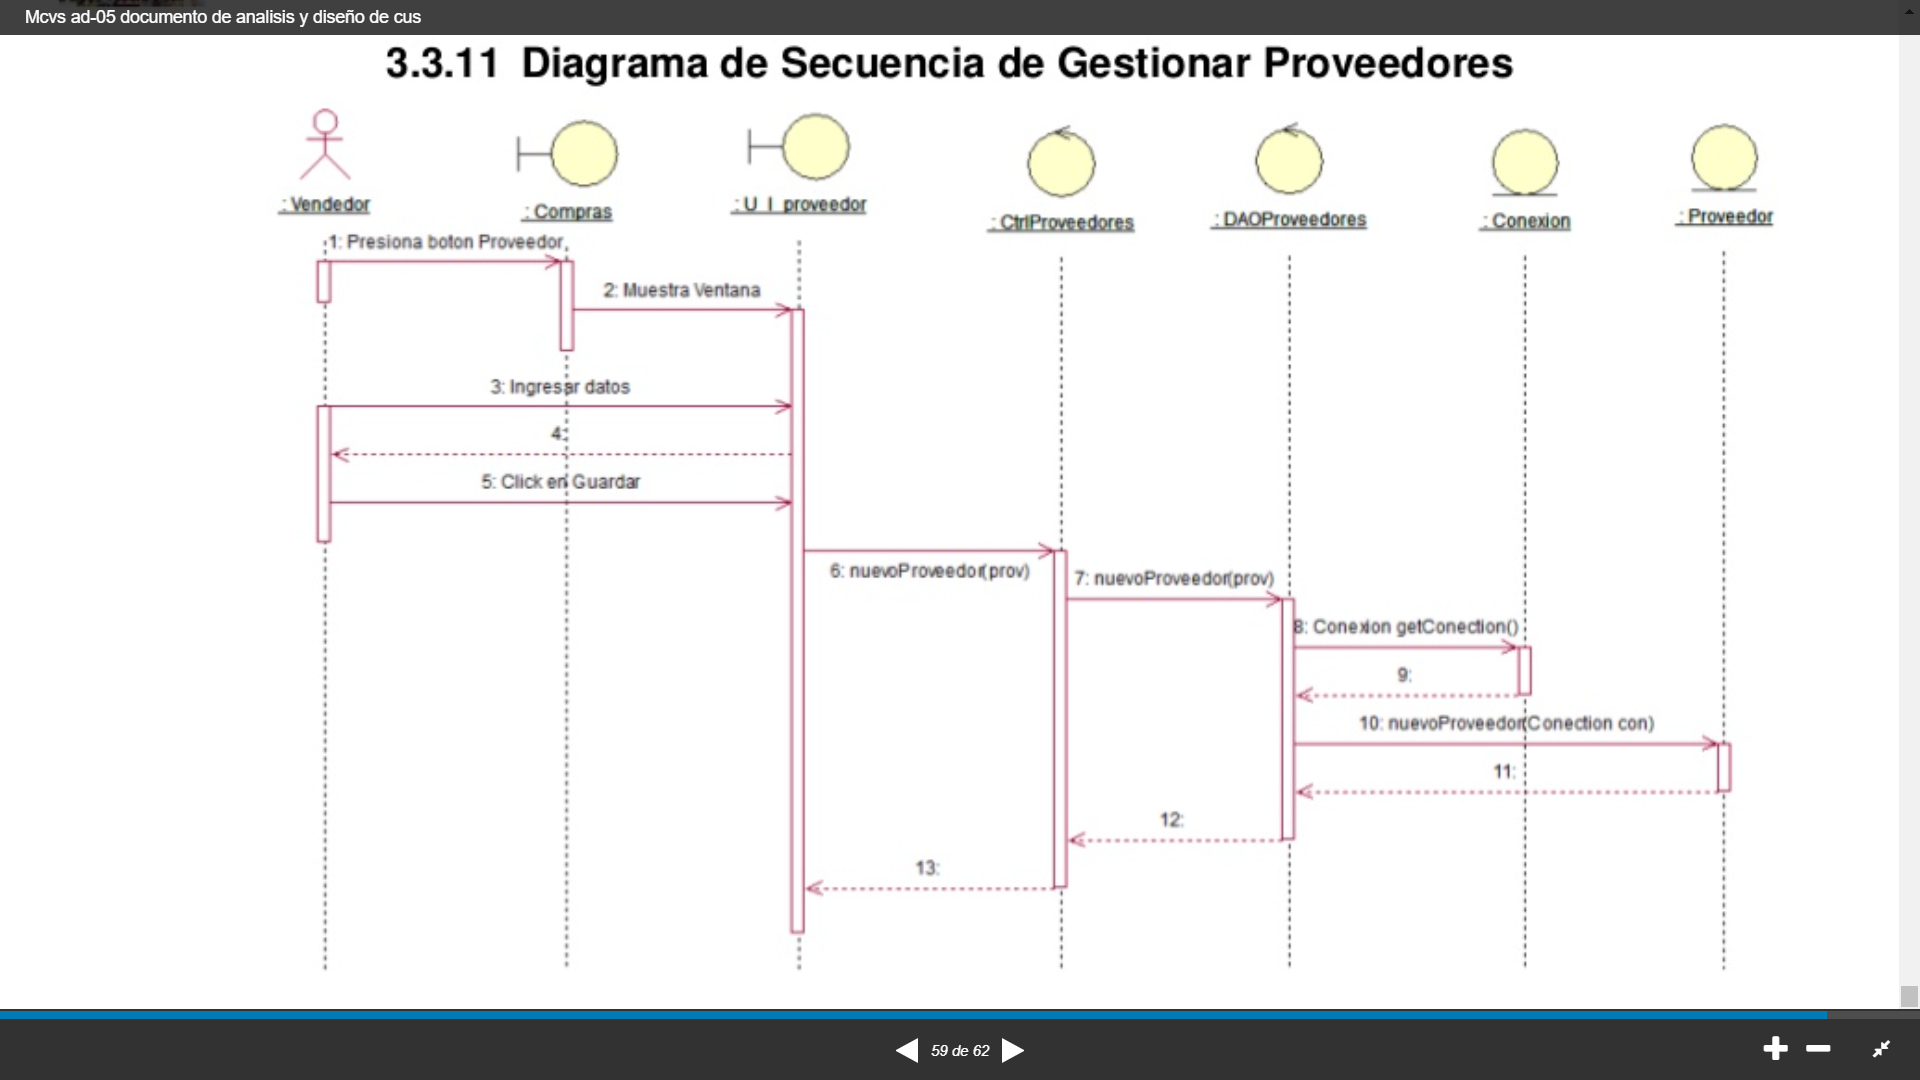 Mcvs ad-05 documento de analisis y diseño de cus
3.3.11 Diagrama de Secuencia de Gestionar Proveedores
: Vendedor
: Compras
: U_I_proveedor
: CtrlProveedores
: DAOProveedores
: Conexion
: Proveedor
1: Presiona boton Proveedor
2: Muestra Ventana
3: Ingresar datos
4:
5: Click en Guardar
6: nuevoProveedor(prov)
7: nuevoProveedor(prov)
8: Conexion getConection()
9:
10: nuevoProveedor(Conection con)
11:
12:
13:
59 de 62